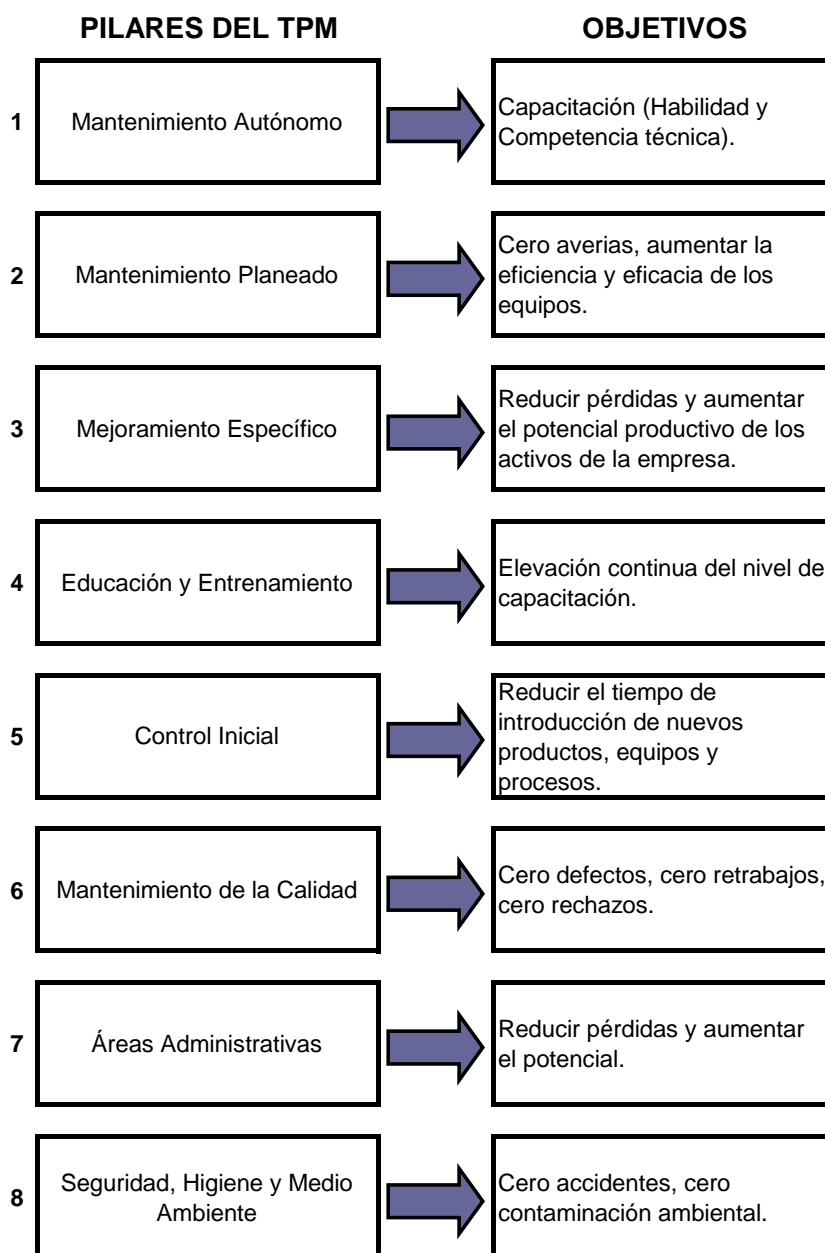 PILARES DEL TPM OBJETIVOS
1 Mantenimiento Autónomo
Capacitación (Habilidad y
Competencia técnica).
2 Mantenimiento Planeado
Cero averias, aumentar la
eficiencia y eficacia de los
equipos.
3 Mejoramiento Específico
Reducir pérdidas y aumentar
el potencial productivo de los
activos de la empresa.
4 Educación y Entrenamiento
Elevación continua del nivel de
capacitación.
5 Control Inicial
Reducir el tiempo de
introducción de nuevos
productos, equipos y
procesos.
6 Mantenimiento de la Calidad
Cero defectos, cero retrabajos,
cero rechazos.
7 Áreas Administrativas
Reducir pérdidas y aumentar
el potencial.
8 Seguridad, Higiene y Medio
Ambiente
Cero accidentes, cero
contaminación ambiental.